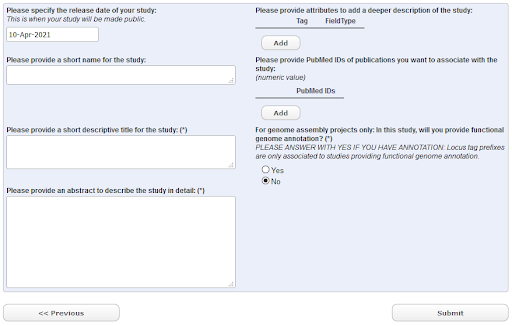 Please specify the release date of your study:
This is when your study will be made public.
10-Apr-2021
Please provide a short name for the study:
Please provide a short descriptive title for the study: (*)
Please provide an abstract to describe the study in detail: (*)
Please provide attributes to add a deeper description of the study:
Tag FieldType
Add
Please provide PubMed IDs of publications you want to associate with the
study:
(numeric value)
PubMed IDs
Add
For genome assembly projects only: In this study, will you provide functional
genome annotation? (*)
PLEASE ANSWER WITH YES IF YOU HAVE ANNOTATION: Locus tag prefixes
are only associated to studies providing functional genome annotation.
Yes
No
<< Previous
Submit